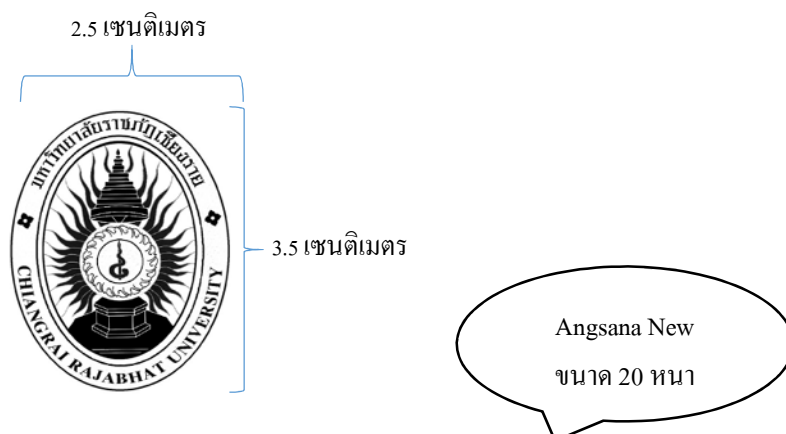 2.5 เซนติเมตร
มหาวิทยาลัยราชภัฏเชียงราย
CHIANGRAI RAJABHAT UNIVERSITY
3.5 เซนติเมตร
Angsana New
ขนาด 20 หนา